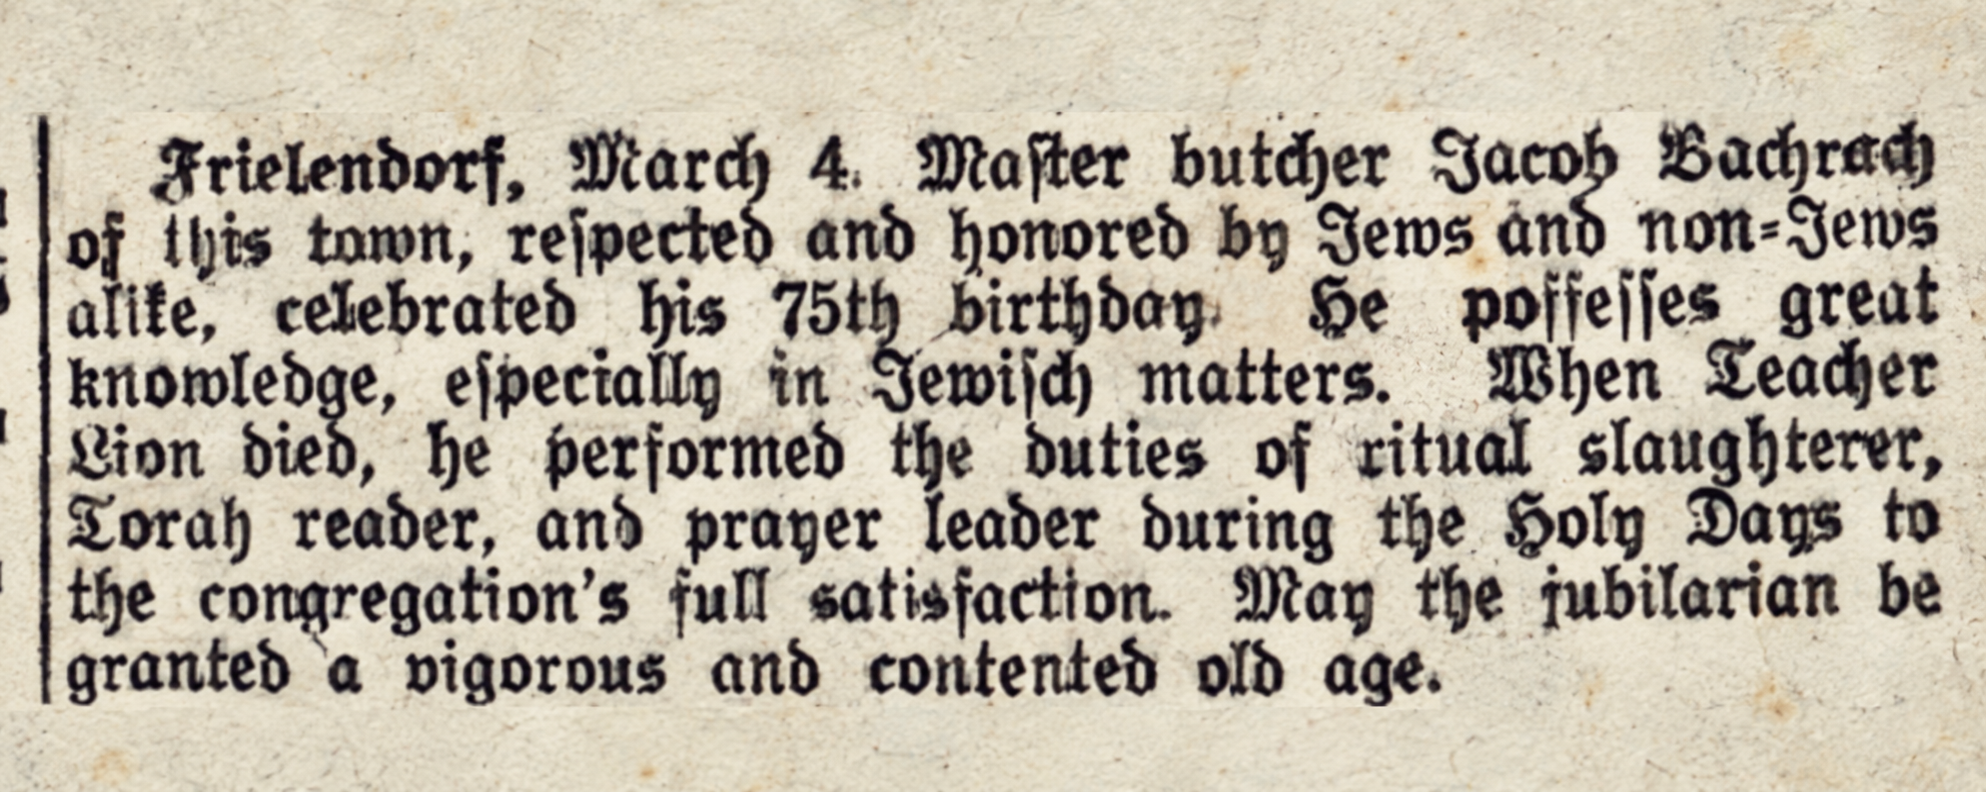 Frielendorf, March 4. Maſter butcher Jacob Bachrach
of this town, reſpected and honored by Jews and non=Jews
alike, celebrated his 75th birthday. He poſſeſſes great
knowledge, eſpecially in Jewiſch matters. When Teacher
Lion died, he performed the duties of ritual slaughterer,
Torah reader, and prayer leader during the Holy Days to
the congregation's full satisfaction. May the jubilarian be
granted a vigorous and contented old age.